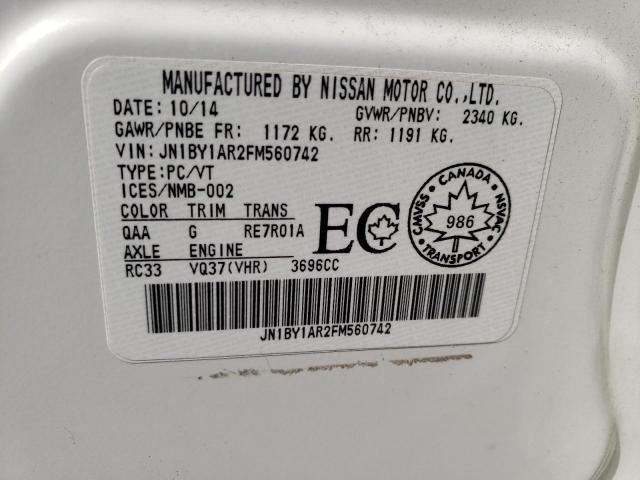 MANUFACTURED BY NISSAN MOTOR CO.,LTD.
DATE: 10/14 GVWR/PNBV: 2340 KG.
GAWR/PNBE FR: 1172 KG. RR: 1191 KG.
VIN: JN1BY1AR2FM560742
TYPE: PC/VT
ICES/NMB-002
COLOR TRIM TRANS
QAA G RE7R01A
AXLE ENGINE
RC33 VQ37(VHR) 3696CC
EC
CANADA
CMVSS
NSVAC
986
TRANSPORT
JN1BY1AR2FM560742